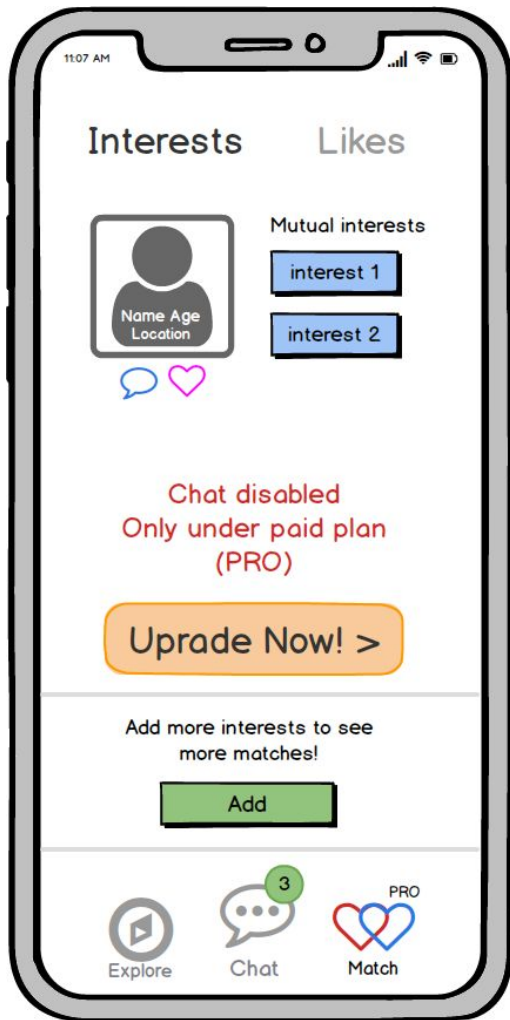 11:07 AM
Interests
Likes
Mutual interests
interest 1
interest 2
Name Age
Location
Chat disabled
Only under paid plan
(PRO)
Uprade Now! >
Add more interests to see
more matches!
Add
3
PRO
Explore
Chat
Match